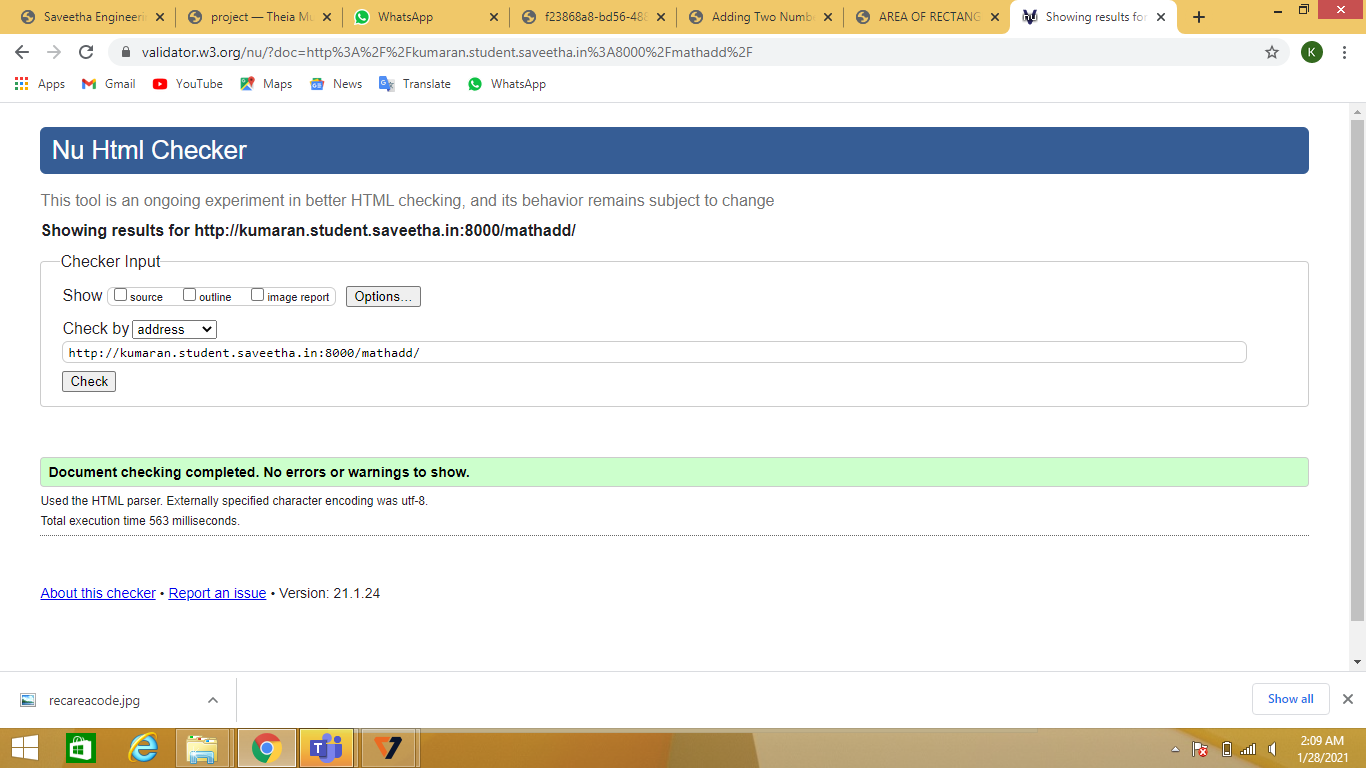 Saveetha Engineeri
project — Theia Mu
WhatsApp
f23868a8-bd56-488
Adding Two Numbe
AREA OF RECTANG
Showing results for
validator.w3.org/nu/?doc=http%3A%2F%2Fkumaran.student.saveetha.in%3A8000%2Fmathadd%2F
K
Apps
Gmail
YouTube
Maps
News
Translate
WhatsApp
Nu Html Checker
This tool is an ongoing experiment in better HTML checking, and its behavior remains subject to change
Showing results for http://kumaran.student.saveetha.in:8000/mathadd/
Checker Input
Show source outline image report Options...
Check by address
http://kumaran.student.saveetha.in:8000/mathadd/
Check
Document checking completed. No errors or warnings to show.
Used the HTML parser. Externally specified character encoding was utf-8.
Total execution time 563 milliseconds.
About this checker • Report an issue • Version: 21.1.24
recareacode.jpg
Show all
2:09 AM
1/28/2021